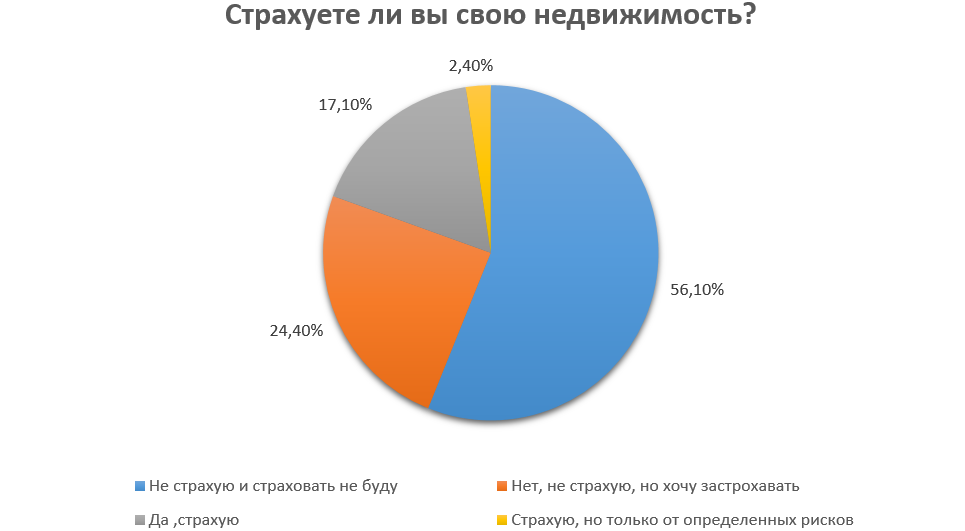 Страхуете ли вы свою недвижимость?
2,40%
17,10%
56,10%
24,40%
Не страхую и страховать не буду
Нет, не страхую, но хочу застрохавать
Да ,страхую
Страхую, но только от определенных рисков